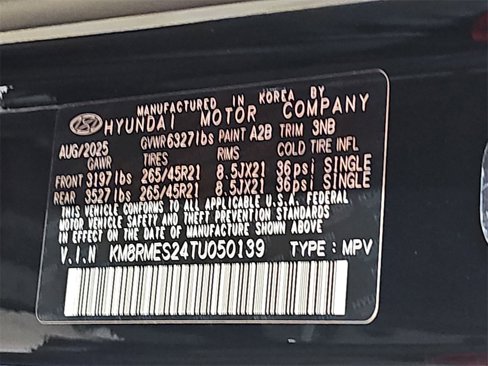 MANUFACTURED IN KOREA BY
HYUNDAI MOTOR COMPANY
AUG/2025 GVWR 6327lbs PAINT A2B TRIM 3NB
GAWR TIRES RIMS COLD TIRE INFL
FRONT 3197lbs 265/45R21 8.5JX21 36psi SINGLE
REAR 3527lbs 265/45R21 8.5JX21 36psi SINGLE
THIS VEHICLE CONFORMS TO ALL APPLICABLE U.S.A. FEDERAL
MOTOR VEHICLE SAFETY AND THEFT PREVENTION STANDARDS
IN EFFECT ON THE DATE OF MANUFACTURE SHOWN ABOVE
V.I.N KM8RMES24TU050139 TYPE : MPV